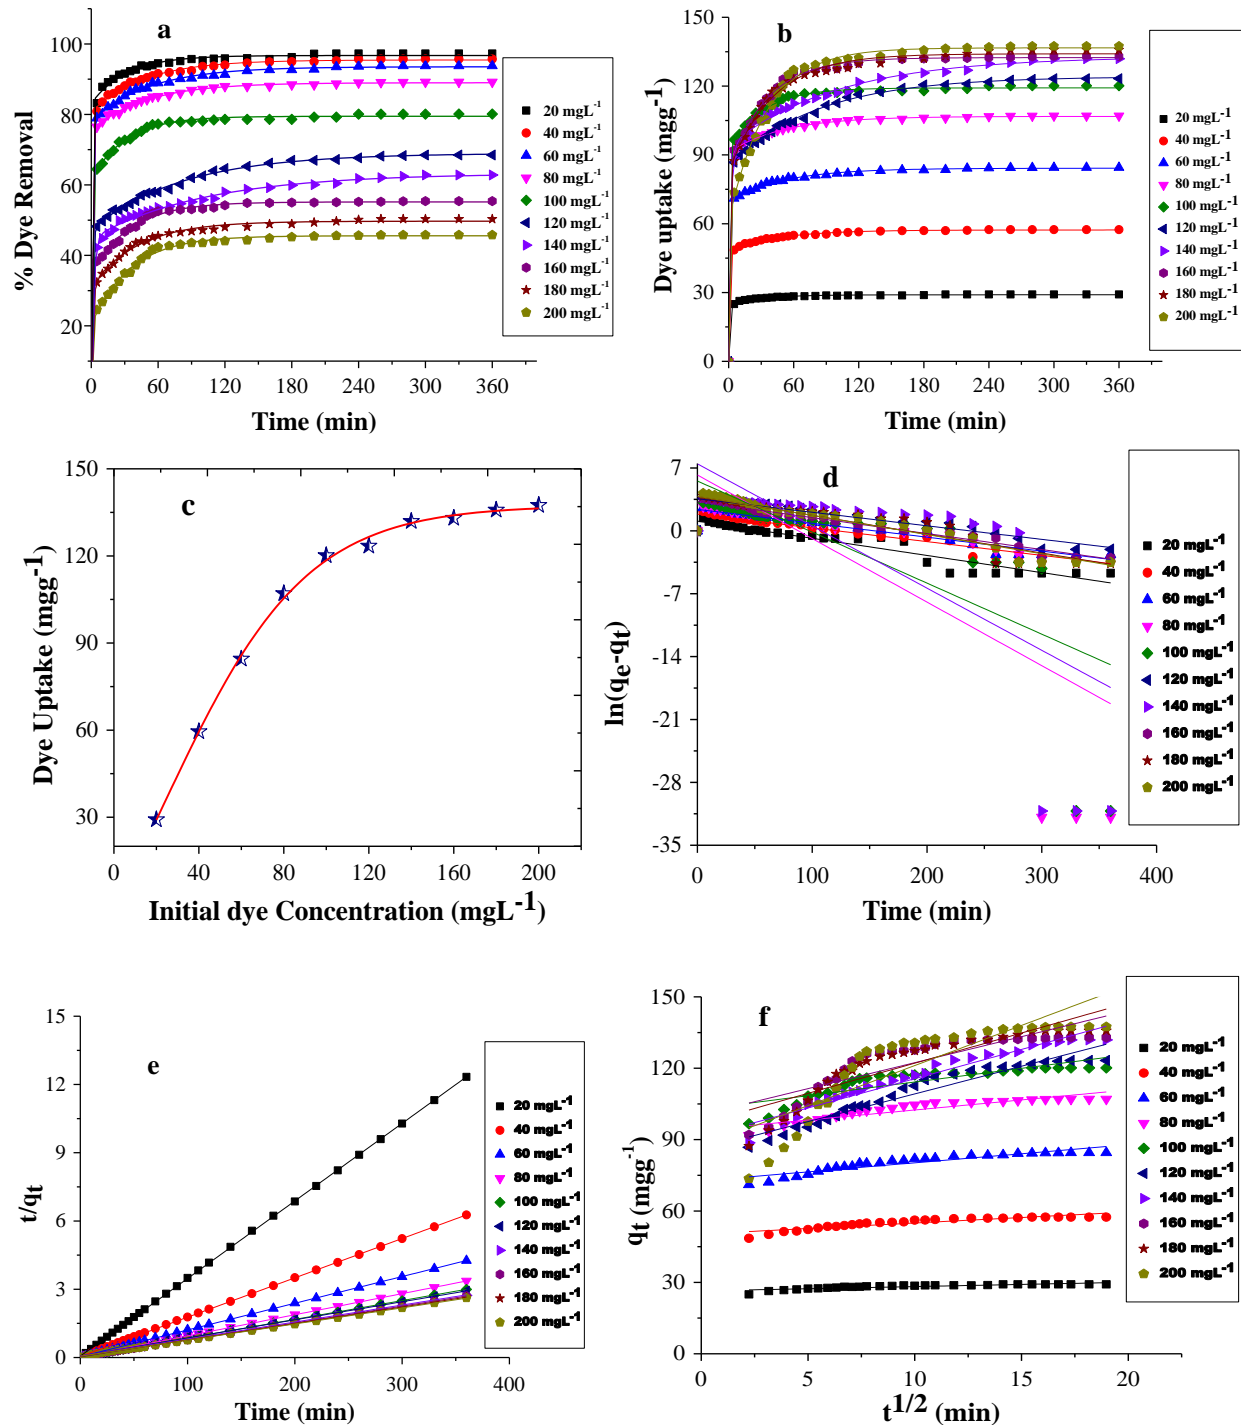 a
% Dye Removal
100
80
60
40
20
0
60
120
180
240
300
360
Time (min)
20 mgL-1
40 mgL-1
60 mgL-1
80 mgL-1
100 mgL-1
120 mgL-1
140 mgL-1
160 mgL-1
180 mgL-1
200 mgL-1
b
Dye uptake (mgg-1)
150
120
90
60
30
0
0
60
120
180
240
300
360
Time (min)
20 mgL-1
40 mgL-1
60 mgL-1
80 mgL-1
100 mgL-1
120 mgL-1
140 mgL-1
160 mgL-1
180 mgL-1
200 mgL-1
c
Dye Uptake (mgg-1)
150
120
90
60
30
0
40
80
120
160
200
Initial dye Concentration (mgL-1)
d
ln(qe-qt)
7
0
-7
-14
-21
-28
-35
0
100
200
300
400
Time (min)
20 mgL-1
40 mgL-1
60 mgL-1
80 mgL-1
100 mgL-1
120 mgL-1
140 mgL-1
160 mgL-1
180 mgL-1
200 mgL-1
e
t/qt
15
12
9
6
3
0
0
100
200
300
400
Time (min)
20 mgL-1
40 mgL-1
60 mgL-1
80 mgL-1
100 mgL-1
120 mgL-1
140 mgL-1
160 mgL-1
180 mgL-1
200 mgL-1
f
qt (mgg-1)
150
120
90
60
30
0
0
5
10
15
20
t1/2 (min)
20 mgL-1
40 mgL-1
60 mgL-1
80 mgL-1
100 mgL-1
120 mgL-1
140 mgL-1
160 mgL-1
180 mgL-1
200 mgL-1